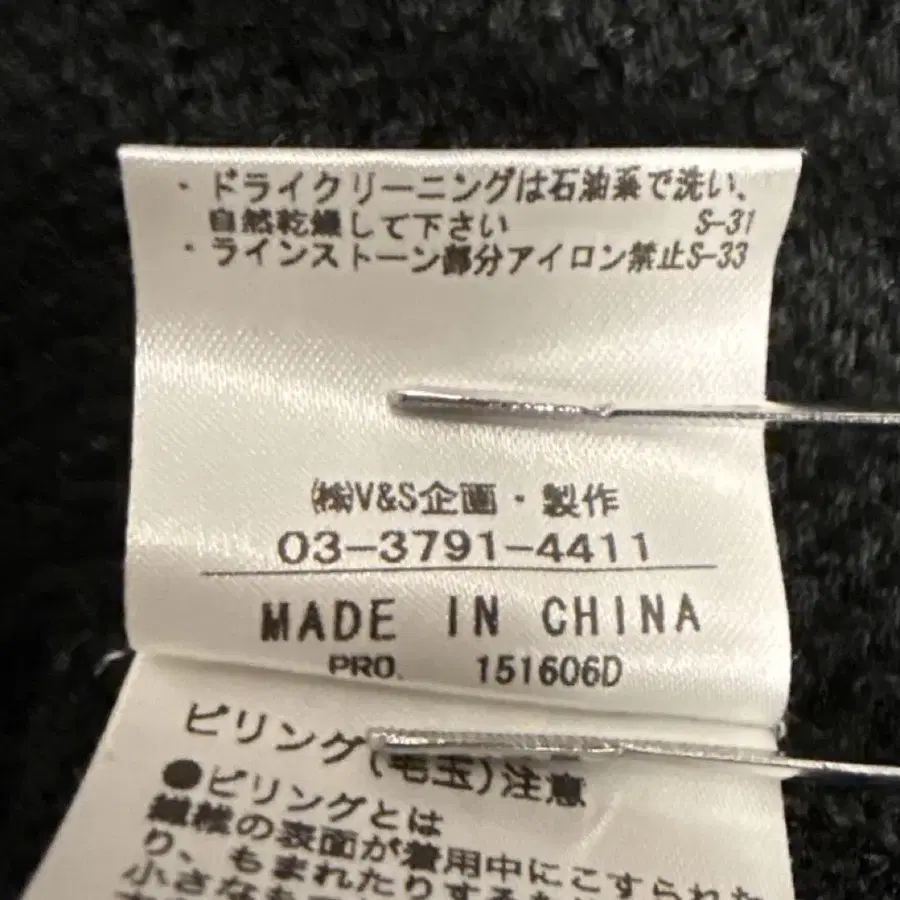 ・ドライクリーニングは石油系で洗い、
自然乾燥して下さい S-31
・ラインストーン部分アイロン禁止S-33
㈱V&S企画・製作
03-3791-4411
MADE IN CHINA
PRO. 151606D
ピリング(毛玉)注意
●ピリングとは
繊維の表面が着用中にこすられた
り、もまれたりする
小さな